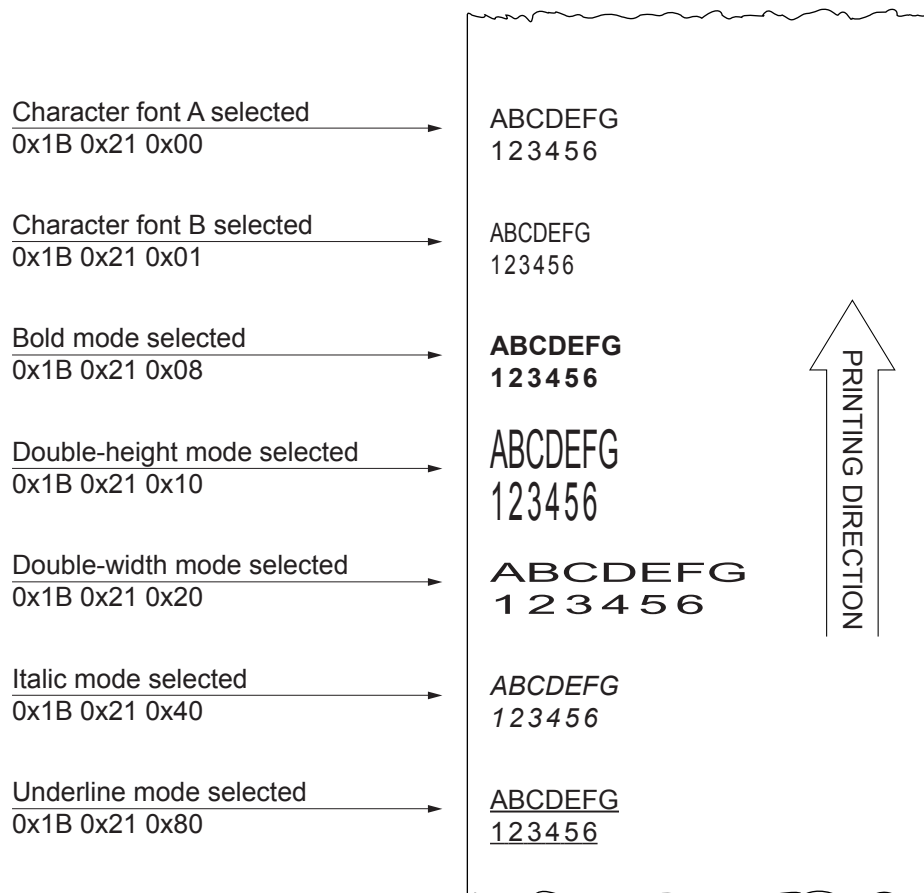 Character font A selected
0x1B 0x21 0x00
ABCDEFG
123456
Character font B selected
0x1B 0x21 0x01
ABCDEFG
123456
Bold mode selected
0x1B 0x21 0x08
ABCDEFG
123456
Double-height mode selected
0x1B 0x21 0x10
ABCDEFG
123456
Double-width mode selected
0x1B 0x21 0x20
ABCDEFG
123456
Italic mode selected
0x1B 0x21 0x40
ABCDEFG
123456
Underline mode selected
0x1B 0x21 0x80
ABCDEFG
123456
PRINTING DIRECTION